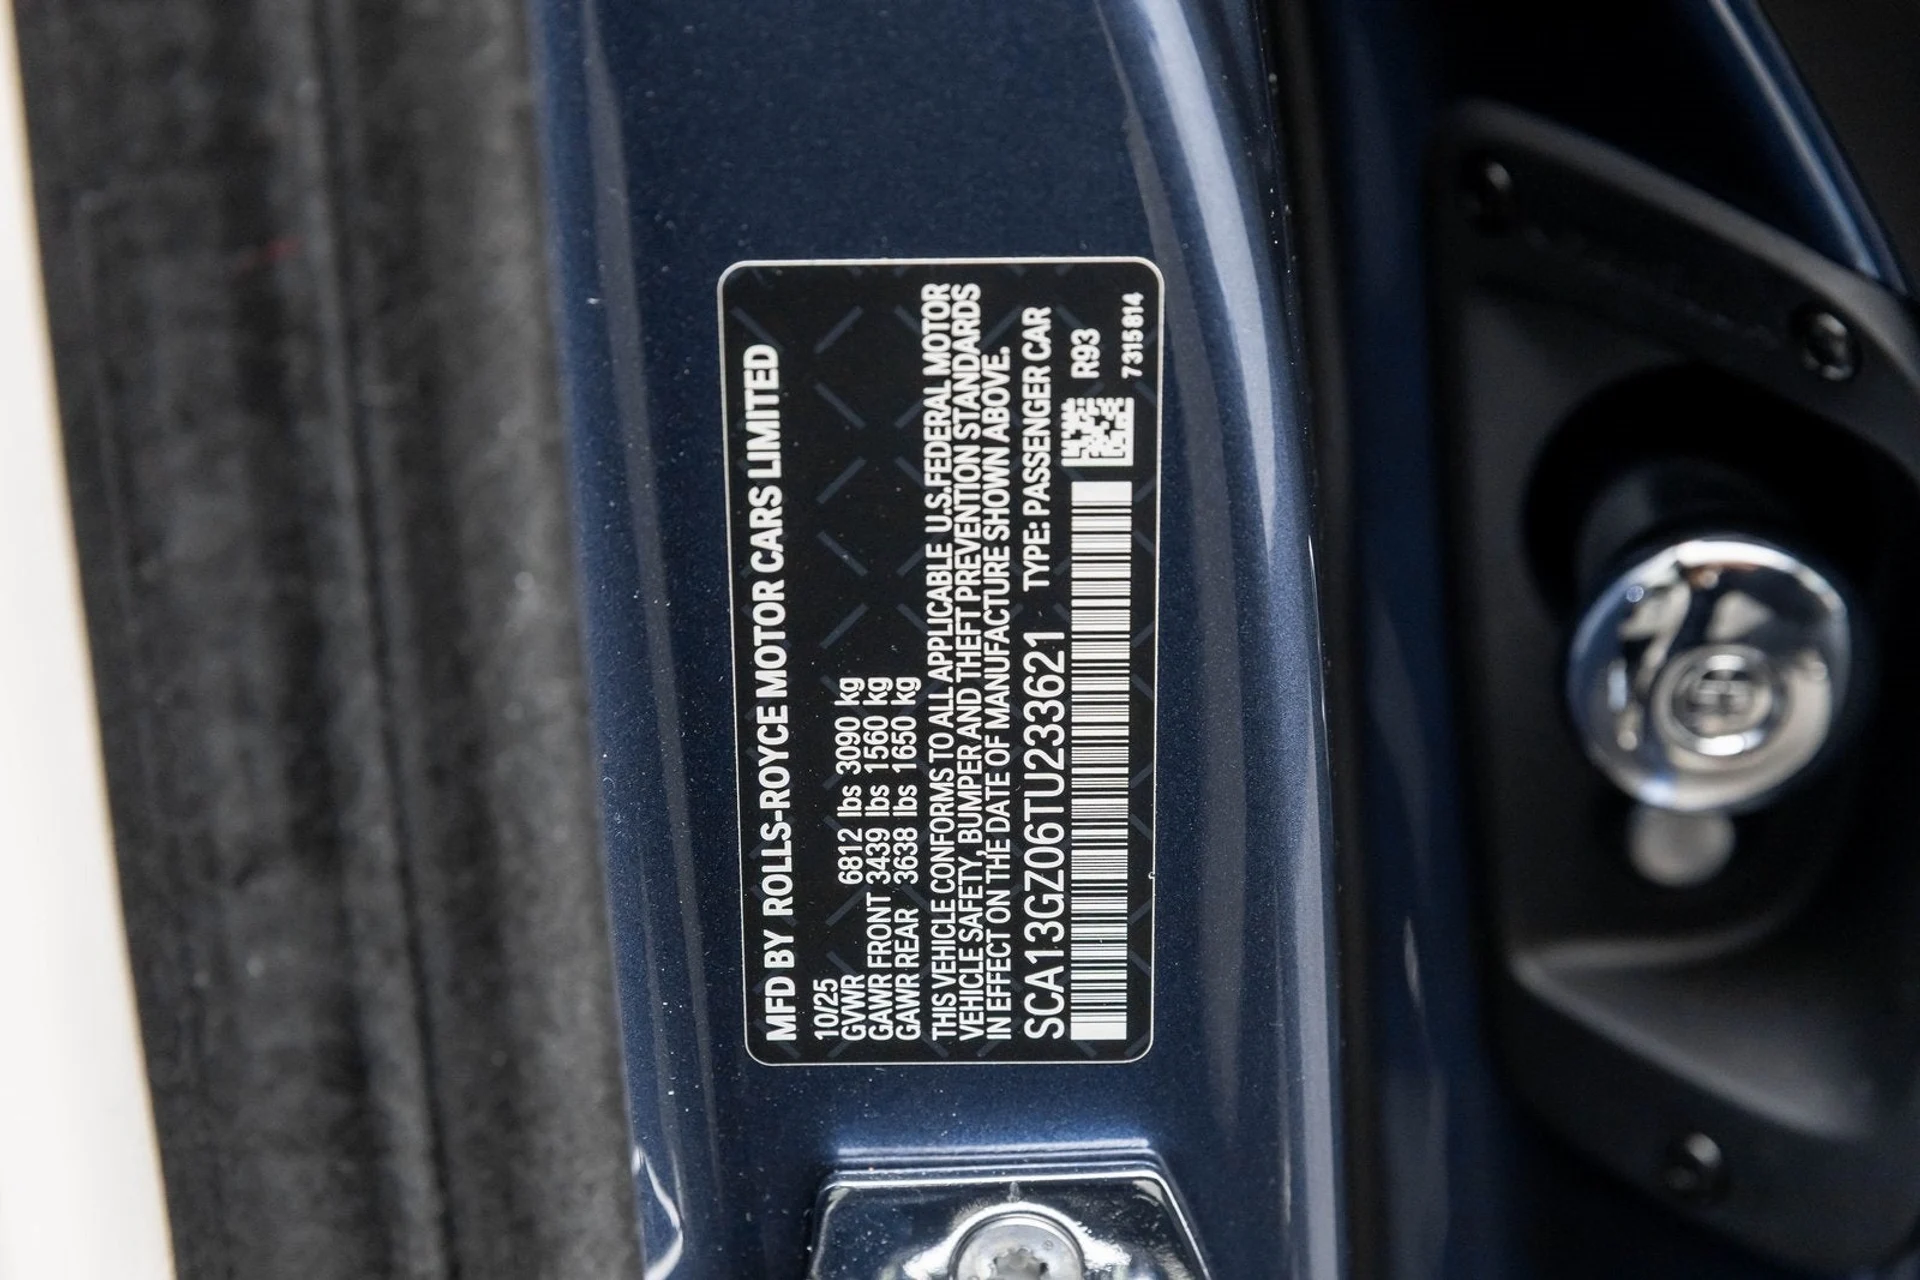 MFD BY ROLLS-ROYCE MOTOR CARS LIMITED
10/25
GVWR 6812 lbs 3090 kg
GAWR FRONT 3439 lbs 1560 kg
GAWR REAR 3638 lbs 1650 kg
THIS VEHICLE CONFORMS TO ALL APPLICABLE U.S.FEDERAL MOTOR
VEHICLE SAFETY, BUMPER AND THEFT PREVENTION STANDARDS
IN EFFECT ON THE DATE OF MANUFACTURE SHOWN ABOVE.
SCA13GZ06TU233621 TYPE: PASSENGER CAR
R93
7315814